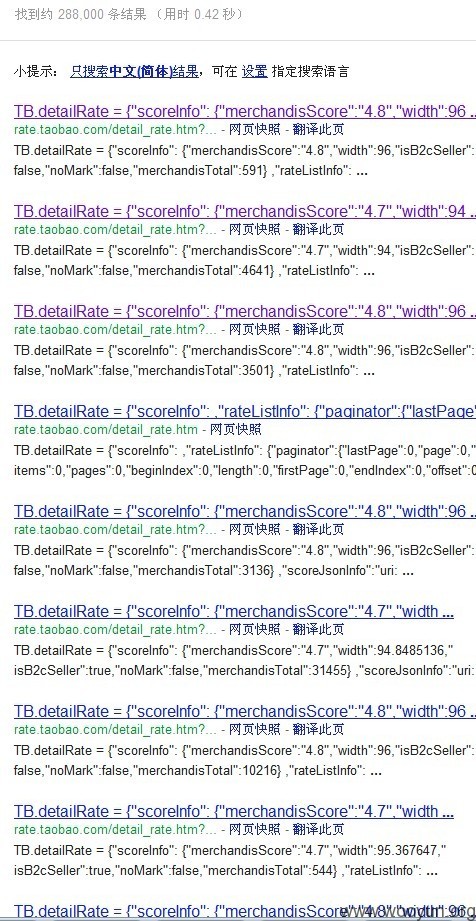 找到约 288,000 条结果 （用时 0.42 秒）
小提示： 只搜索中文(简体)结果，可在 设置 指定搜索语言
TB.detailRate = {"scoreInfo": {"merchandisScore":"4.8","width":96 ..
rate.taobao.com/detail_rate.htm?... - 网页快照 - 翻译此页
TB.detailRate = {"scoreInfo": {"merchandisScore":"4.8","width":96,"isB2cSeller":
false,"noMark":false,"merchandisTotal":591} ,"rateListInfo": ...
TB.detailRate = {"scoreInfo": {"merchandisScore":"4.7","width":94 ..
rate.taobao.com/detail_rate.htm?... - 网页快照 - 翻译此页
TB.detailRate = {"scoreInfo": {"merchandisScore":"4.7","width":94,"isB2cSeller":
false,"noMark":false,"merchandisTotal":4641} ,"rateListInfo": ...
TB.detailRate = {"scoreInfo": {"merchandisScore":"4.8","width":96 ..
rate.taobao.com/detail_rate.htm?... - 网页快照 - 翻译此页
TB.detailRate = {"scoreInfo": {"merchandisScore":"4.8","width":96,"isB2cSeller":
false,"noMark":false,"merchandisTotal":3501} ,"rateListInfo": ...
TB.detailRate = {"scoreInfo": ,"rateListInfo": {"paginator":{"lastPage"
rate.taobao.com/detail_rate.htm - 网页快照
TB.detailRate = {"scoreInfo": ,"rateListInfo": {"paginator":{"lastPage":0,"page":0,"
items":0,"pages":0,"beginIndex":0,"length":0,"firstPage":0,"endIndex":0,"offset":0
TB.detailRate = {"scoreInfo": {"merchandisScore":"4.8","width":96 ..
rate.taobao.com/detail_rate.htm?... - 网页快照 - 翻译此页
TB.detailRate = {"scoreInfo": {"merchandisScore":"4.8","width":96,"isB2cSeller":
false,"noMark":false,"merchandisTotal":3136} ,"scoreJsonInfo":"uri: ...
TB.detailRate = {"scoreInfo": {"merchandisScore":"4.7","width ...
rate.taobao.com/detail_rate.htm?... - 网页快照 - 翻译此页
TB.detailRate = {"scoreInfo": {"merchandisScore":"4.7","width":94.8485136,"
isB2cSeller":true,"noMark":false,"merchandisTotal":31455} ,"scoreJsonInfo":"uri:
TB.detailRate = {"scoreInfo": {"merchandisScore":"4.8","width":96 ..
rate.taobao.com/detail_rate.htm?... - 网页快照 - 翻译此页
TB.detailRate = {"scoreInfo": {"merchandisScore":"4.8","width":96,"isB2cSeller":
false,"noMark":false,"merchandisTotal":10216} ,"rateListInfo": ...
TB.detailRate = {"scoreInfo": {"merchandisScore":"4.7","width ...
rate.taobao.com/detail_rate.htm?... - 网页快照 - 翻译此页
TB.detailRate = {"scoreInfo": {"merchandisScore":"4.7","width":95.367647,"
isB2cSeller":true,"noMark":false,"merchandisTotal":544} ,"rateListInfo": ...
TB.detailRate = {"scoreInfo": {"merchandisScore":"4.8","width":96